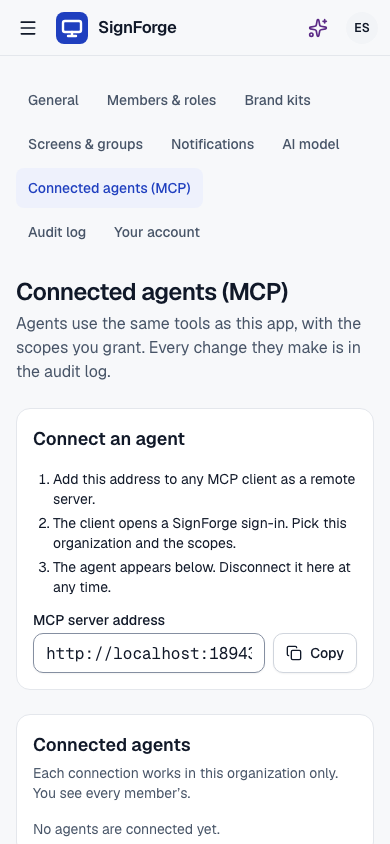 SignForge
ES
General Members & roles Brand kits
Screens & groups Notifications AI model
Connected agents (MCP)
Audit log Your account
Connected agents (MCP)
Agents use the same tools as this app, with the
scopes you grant. Every change they make is in
the audit log.
Connect an agent
1. Add this address to any MCP client as a remote
server.
2. The client opens a SignForge sign-in. Pick this
organization and the scopes.
3. The agent appears below. Disconnect it here at
any time.
MCP server address
http://localhost:1894
Copy
Connected agents
Each connection works in this organization only.
You see every member's.
No agents are connected yet.